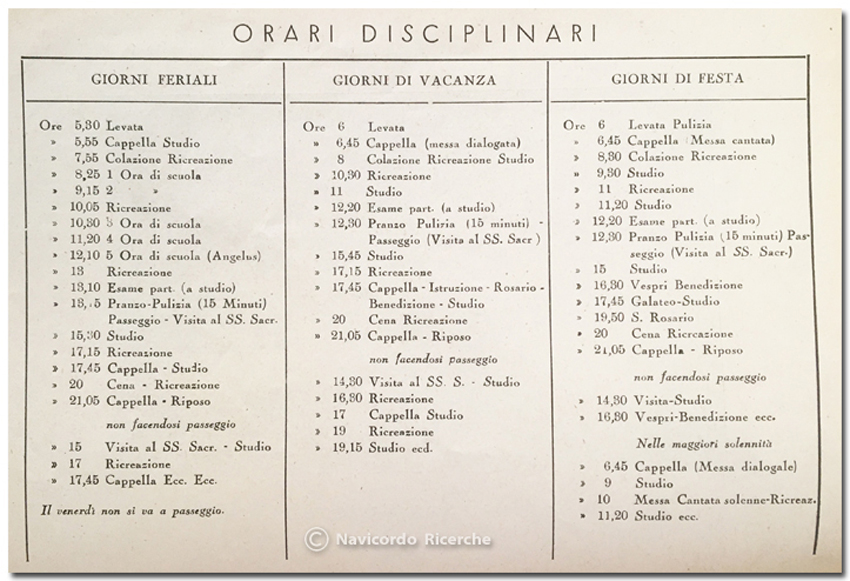 ORARI DISCIPLINARI
GIORNI FERIALI
Ore 5,30 Levata
» 5,55 Cappella Studio
» 7,55 Colazione Ricreazione
» 8,25 1 Ora di scuola
» 9,15 2 »
» 10,05 Ricreazione
» 10,30 3 Ora di scuola
» 11,20 4 Ora di scuola
» 12,10 5 Ora di scuola (Angelus)
» 13 Ricreazione
» 13,10 Esame part. (a studio)
» Pranzo-Pulizia (15 Minuti)
Passeggio - Visita al SS. Sacr.
» 15,30 Studio
» 17,15 Ricreazione
» 17,45 Cappella - Studio
» 20 Cena - Ricreazione
» 21,05 Cappella - Riposo
non facendosi passeggio
» 15 Visita al SS. Sacr. - Studio
» 17 Ricreazione
» 17,45 Cappella Ecc. Ecc.
Il venerdì non si va a passeggio.
GIORNI DI VACANZA
Ore 6 Levata
» 6,45 Cappella (messa dialogata)
» 8 Colazione Ricreazione Studio
» 10,30 Ricreazione
» 11 Studio
» 12,20 Esame part. (a studio)
» 12,30 Pranzo Pulizia (15 minuti) -
Passeggio (Visita al SS. Sacr )
» 15,45 Studio
» 17,15 Ricreazione
» 17,45 Cappella - Istruzione - Rosario -
Benedizione - Studio
» 20 Cena Ricreazione
» 21,05 Cappella - Riposo
non facendosi passeggio
» 14,30 Visita al SS. S. - Studio
» 16,30 Ricreazione
» 17 Cappella Studio
» 19 Ricreazione
» 19,15 Studio ecd.
GIORNI DI FESTA
Ore 6 Levata Pulizia
» 6,45 Cappella (Messa cantata)
» 8,30 Colazione Ricreazione
» 9,30 Studio
» 11 Ricreazione
» 11,20 Studio
» 12,20 Esame part. (a studio)
» 12,30 Pranzo Pulizia (15 minuti) Pas-
seggio (Visita al SS. Sacr.)
» 15 Studio
» 16,30 Vespri Benedizione
» 17,45 Galateo-Studio
» 19,50 S. Rosario
» 20 Cena Ricreazione
» 21,05 Cappella - Riposo
non facendosi passeggio
» 14,30 Visita-Studio
» 16,30 Vespri-Benedizione ecc.
Nelle maggiori solennità
» 6,45 Cappella (Messa dialogale)
» 9 Studio
» 10 Messa Cantata solenne-Ricreaz.
» 11,20 Studio ecc.
© Navicordo Ricerche